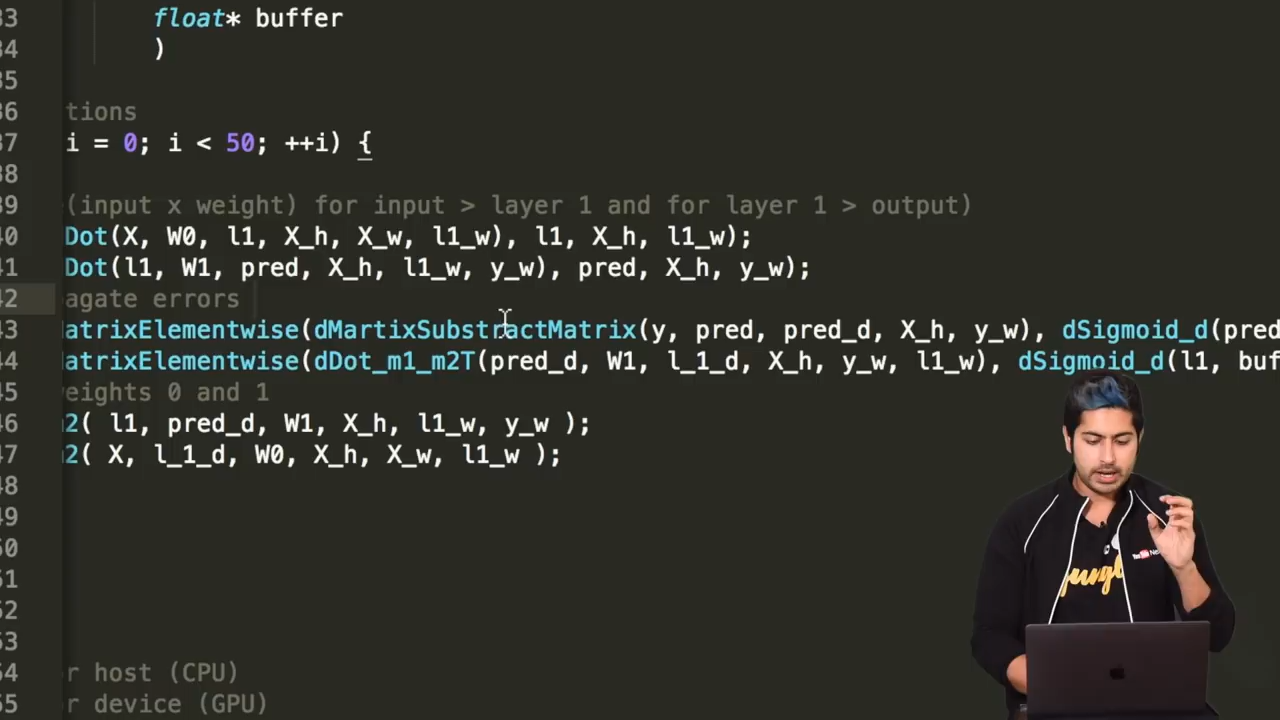 33 float* buffer
34 )
35
36 tions
37 i = 0; i < 50; ++i) {
38
39 (input x weight) for input > layer 1 and for layer 1 > output)
40 Dot(X, W0, l1, X_h, X_w, l1_w), l1, X_h, l1_w);
41 Dot(l1, W1, pred, X_h, l1_w, y_w), pred, X_h, y_w);
42 agate errors
43 atrixElementwise(dMartixSubstractMatrix(y, pred, pred_d, X_h, y_w), dSigmoid_d(pred
44 atrixElementwise(dDot_m1_m2T(pred_d, W1, l_1_d, X_h, y_w, l1_w), dSigmoid_d(l1, buf
45 eights 0 and 1
46 2( l1, pred_d, W1, X_h, l1_w, y_w );
47 2( X, l_1_d, W0, X_h, X_w, l1_w );
48
49
50
51
52
53
54 r host (CPU)
55 r device (GPU)